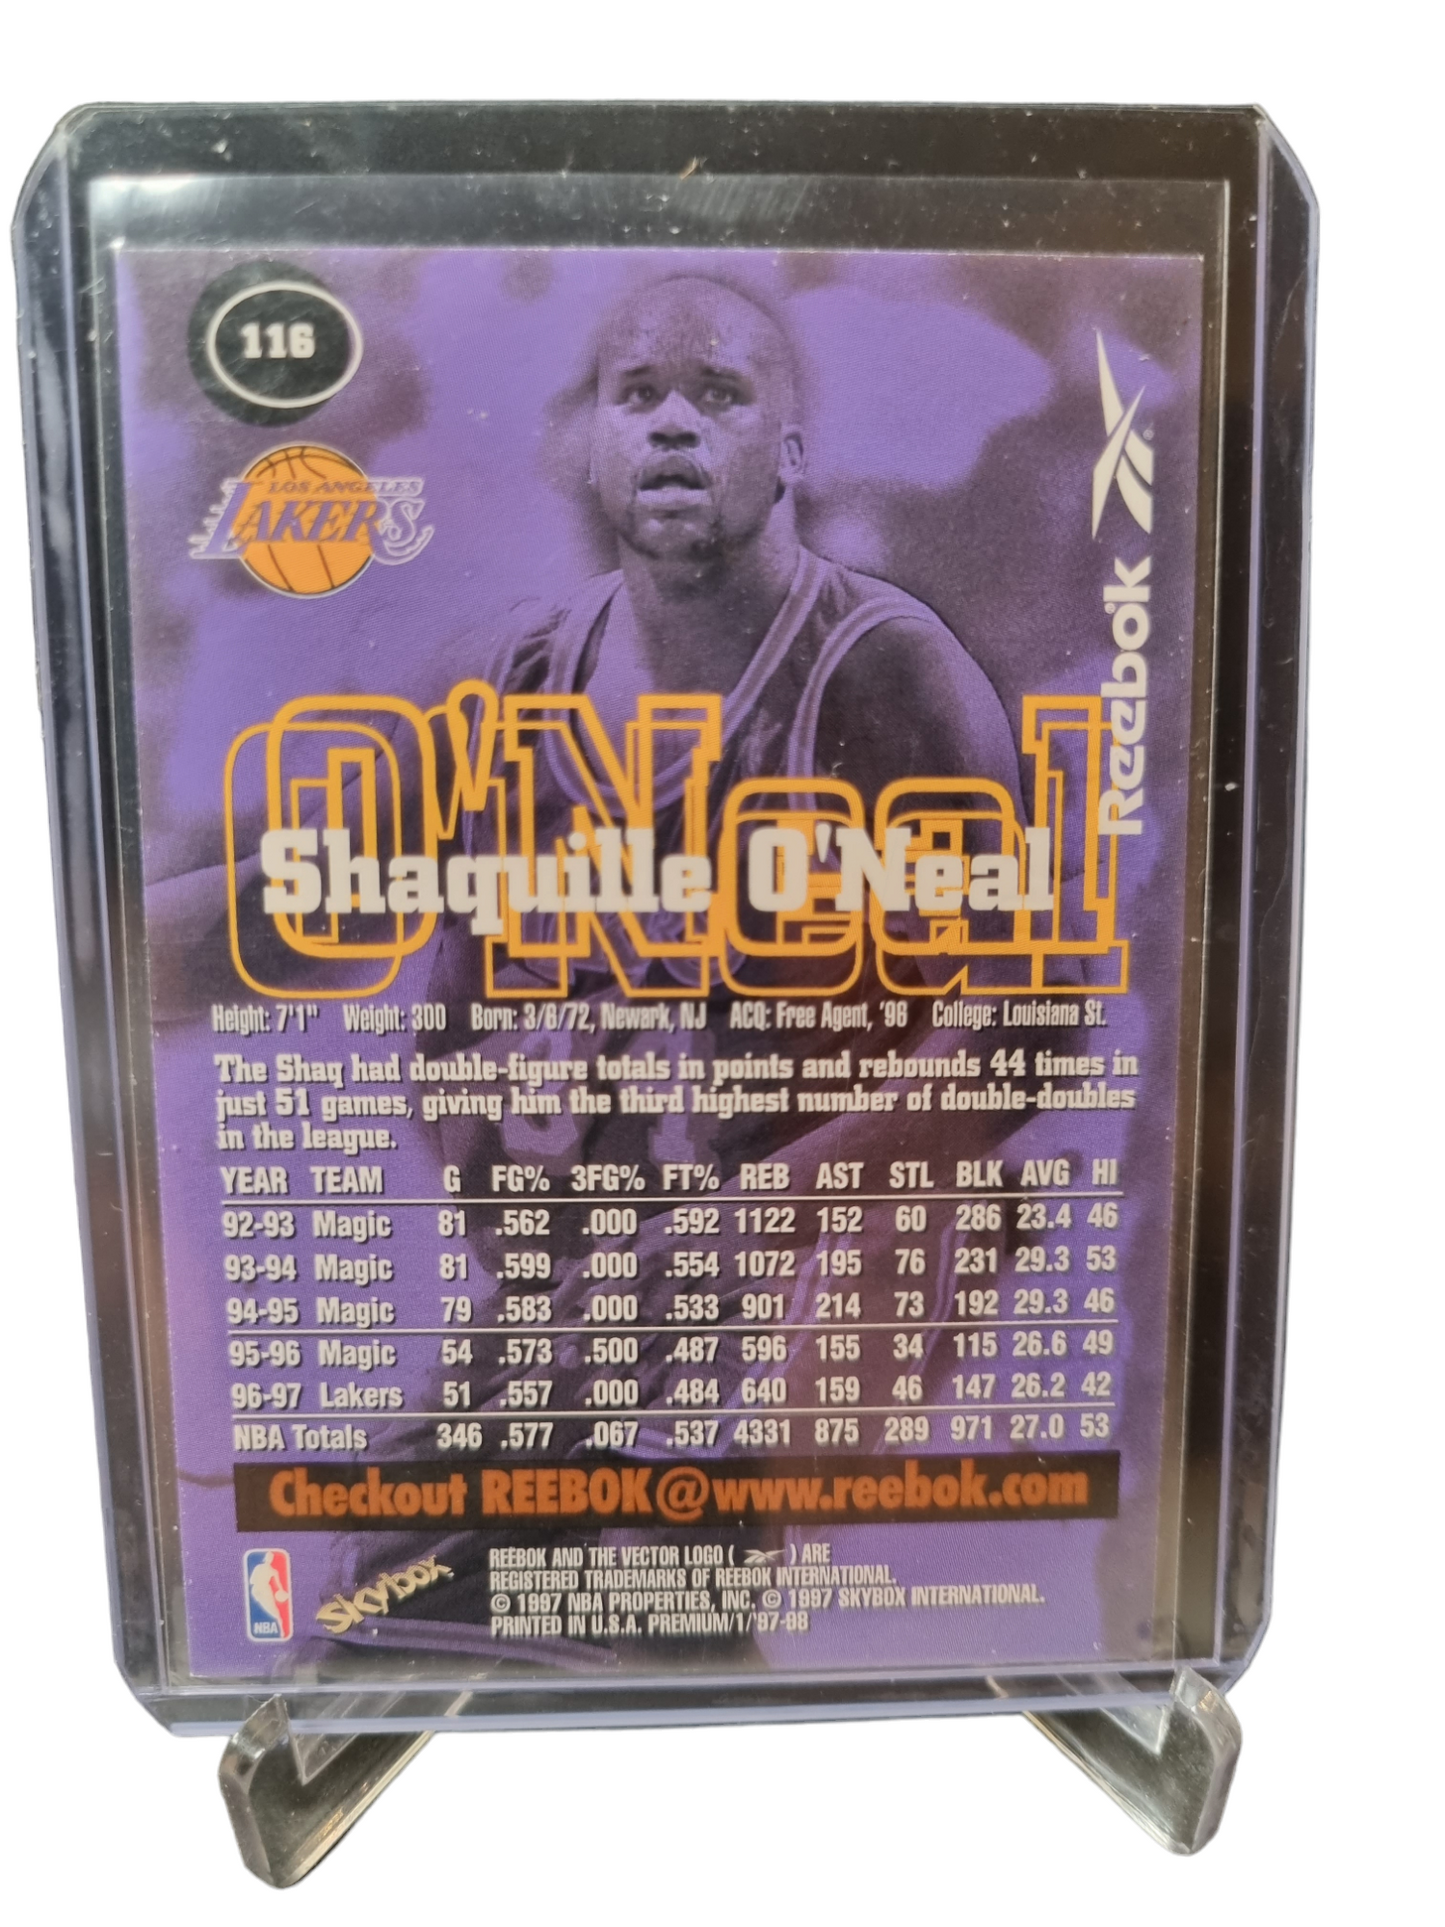 116
LOS ANGELES
LAKERS
Reebok
O'Neal
Shaquille O'Neal
Height: 7'1" Weight: 300 Born: 3/6/72, Newark, NJ ACQ: Free Agent, '96 College: Louisiana St.
The Shaq had double-figure totals in points and rebounds 44 times in
just 51 games, giving him the third highest number of double-doubles
in the league.
YEAR TEAM G FG% 3FG% FT% REB AST STL BLK AVG HI
92-93 Magic 81 .562 .000 .592 1122 152 60 286 23.4 46
93-94 Magic 81 .599 .000 .554 1072 195 76 231 29.3 53
94-95 Magic 79 .583 .000 .533 901 214 73 192 29.3 46
95-96 Magic 54 .573 .500 .487 596 155 34 115 26.6 49
96-97 Lakers 51 .557 .000 .484 640 159 46 147 26.2 42
NBA Totals 346 .577 .067 .537 4331 875 289 971 27.0 53
Checkout REEBOK@www.reebok.com
NBA
Skybox
REEBOK AND THE VECTOR LOGO ( ) ARE
REGISTERED TRADEMARKS OF REEBOK INTERNATIONAL.
© 1997 NBA PROPERTIES, INC. © 1997 SKYBOX INTERNATIONAL.
PRINTED IN U.S.A. PREMIUM/1/'97-98